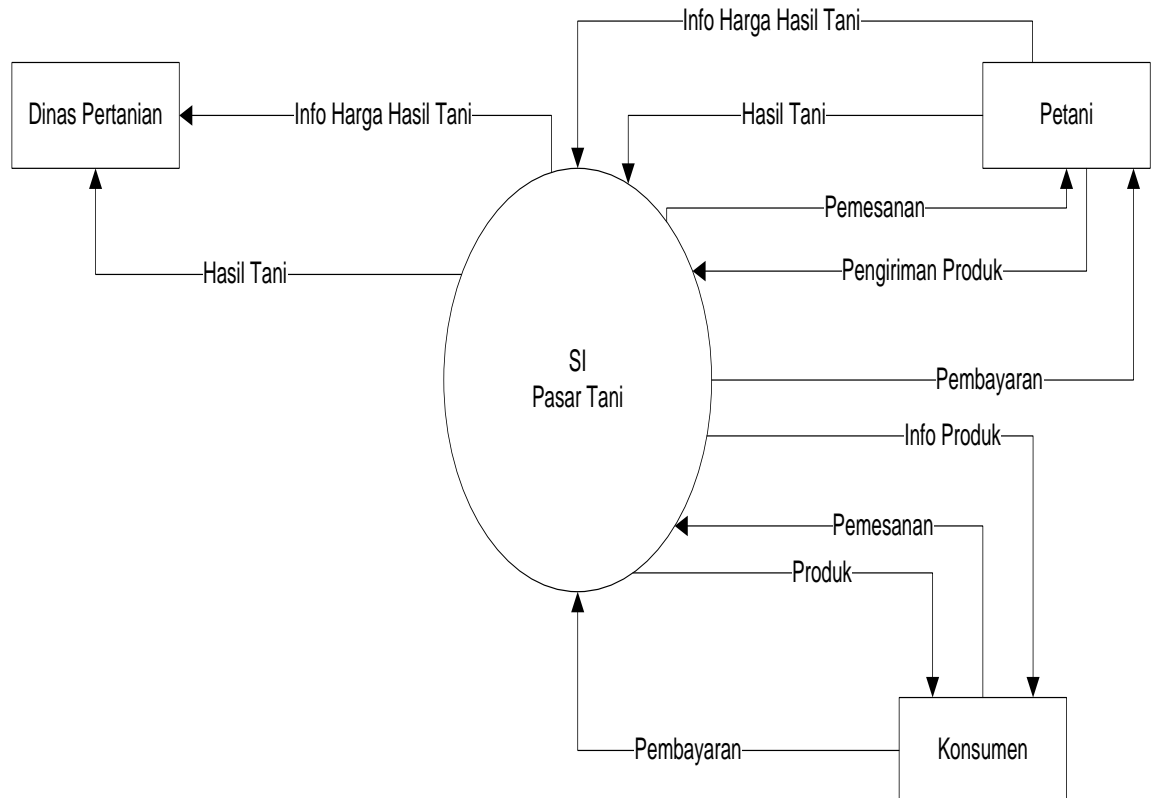 Info Harga Hasil Tani
Dinas Pertanian
Info Harga Hasil Tani
Hasil Tani
Petani
Pemesanan
Hasil Tani
Pengiriman Produk
SI
Pasar Tani
Pembayaran
Info Produk
Pemesanan
Produk
Pembayaran
Konsumen